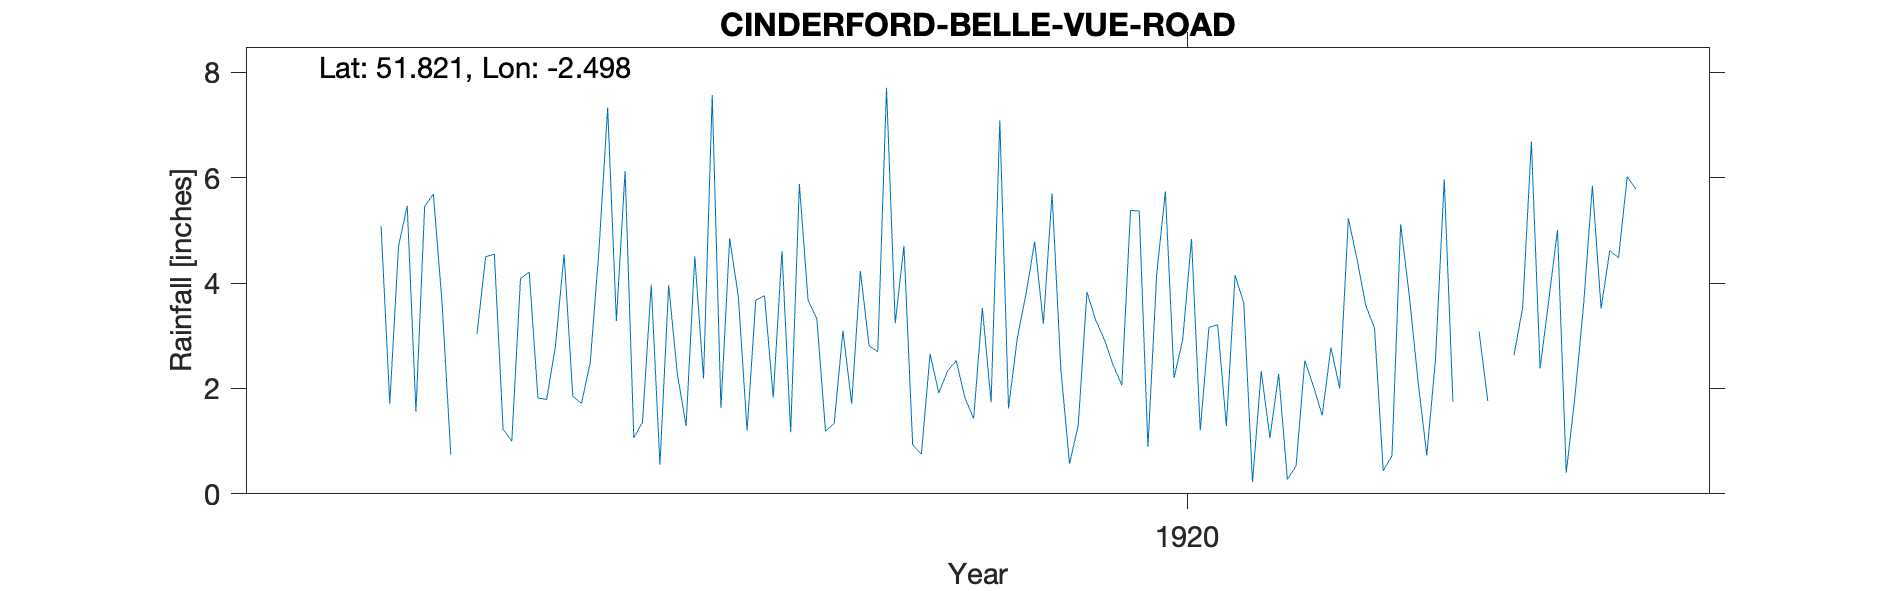 CINDERFORD-BELLE-VUE-ROAD
Lat: 51.821, Lon: -2.498
8
6
4
2
0
Rainfall [inches]
1920
Year